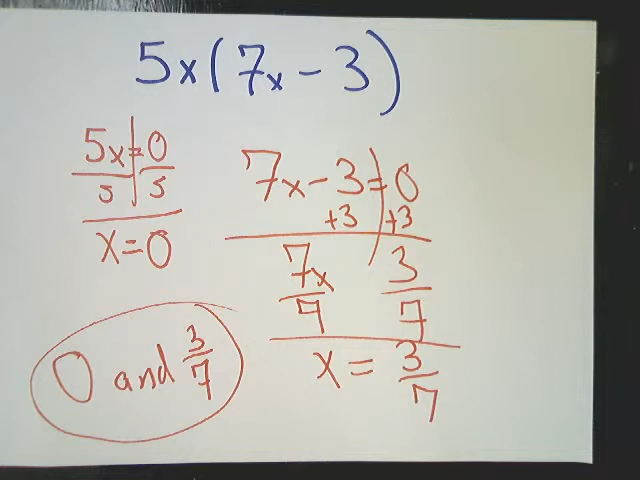 5x(7x-3)
5x=0
5 5
x=0
7x-3=0
+3 +3
7x 3
7 7
x = 3/7
0 and 3/7